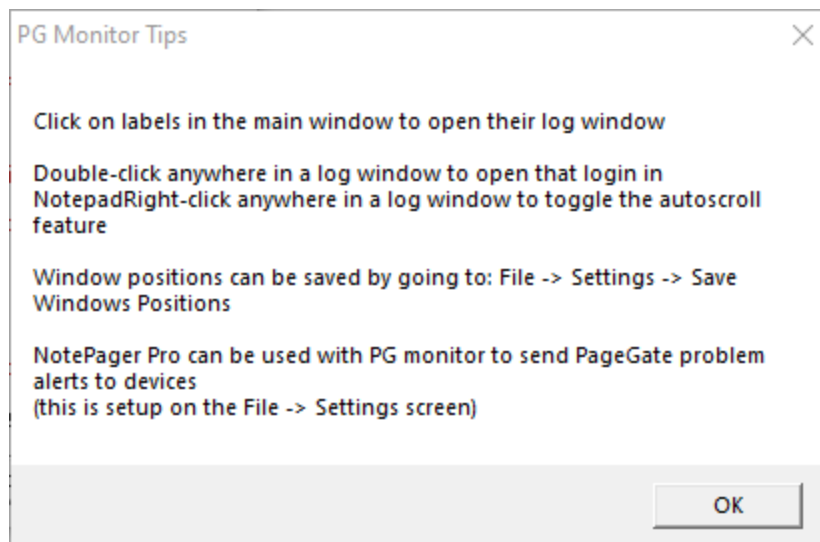 PG Monitor Tips
Click on labels in the main window to open their log window
Double-click anywhere in a log window to open that login in
NotepadRight-click anywhere in a log window to toggle the autoscroll
feature
Window positions can be saved by going to: File -> Settings -> Save
Windows Positions
NotePager Pro can be used with PG monitor to send PageGate problem
alerts to devices
(this is setup on the File -> Settings screen)
OK